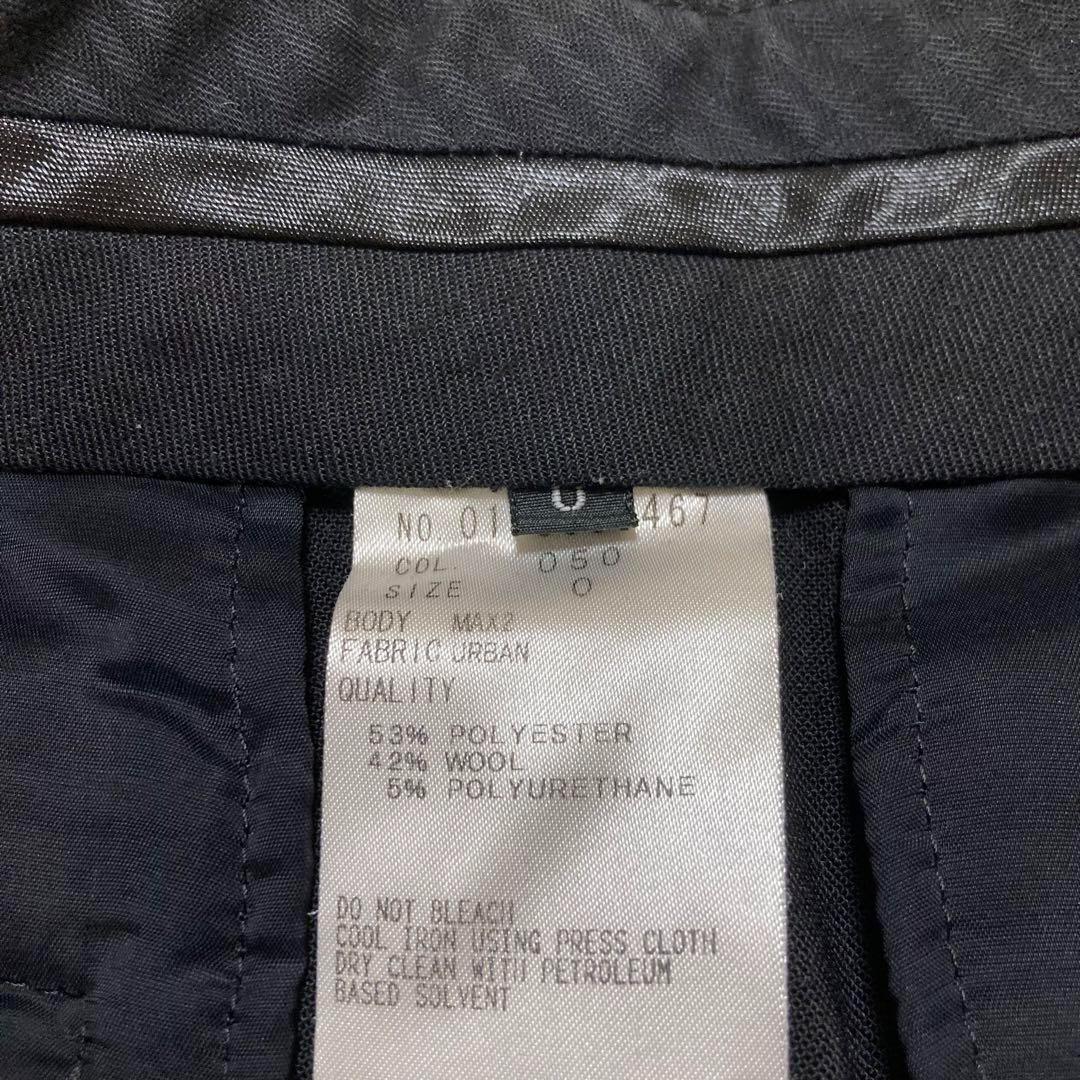 0
NO. 01 467
COL. 050
SIZE 0
BODY MAX2
FABRIC URBAN
QUALITY
53% POLYESTER
42% WOOL
5% POLYURETHANE
DO NOT BLEACH
COOL IRON USING PRESS CLOTH
DRY CLEAN WITH PETROLEUM
BASED SOLVENT